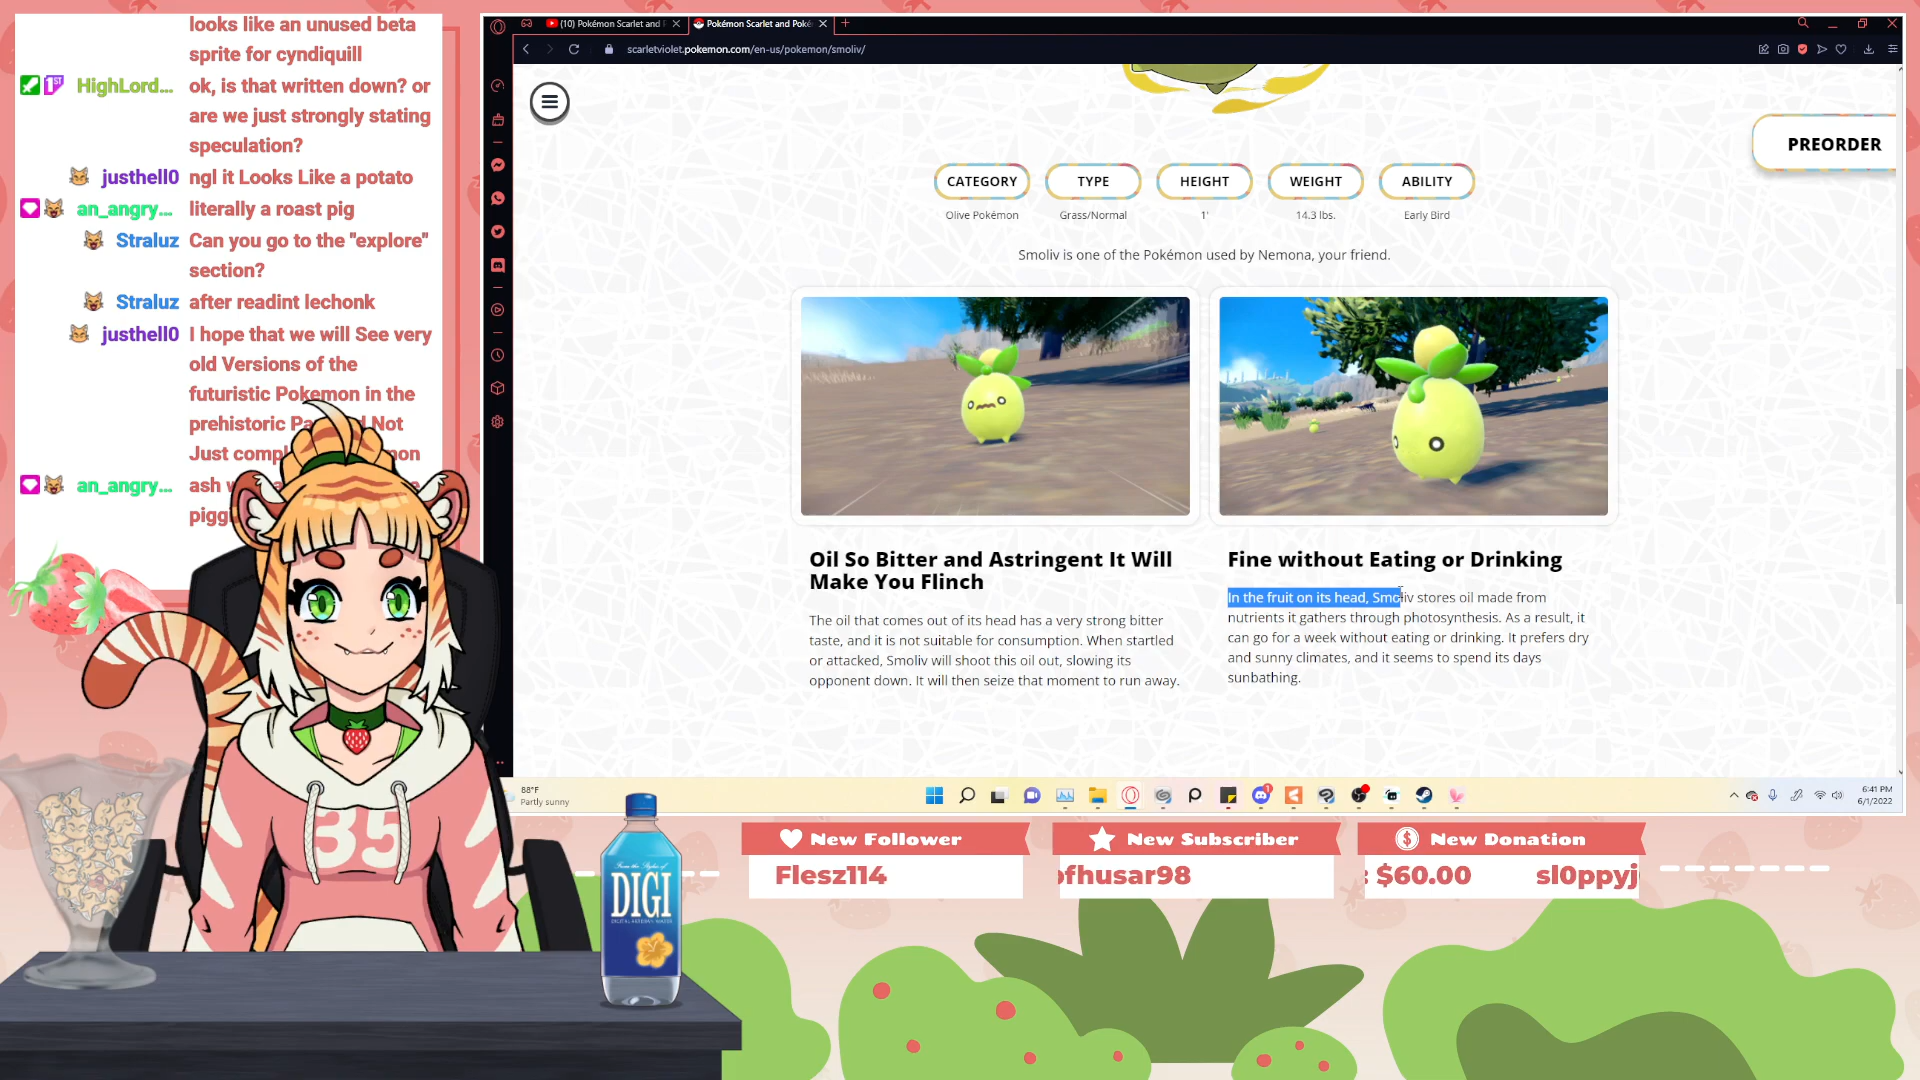 looks like an unused beta
sprite for cyndiquill
HighLord... ok, is that written down? or
are we just strongly stating
speculation?
justhell0 ngl it Looks Like a potato
an_angry... literally a roast pig
Straluz Can you go to the "explore"
section?
Straluz after readint lechonk
justhell0 I hope that we will See very
old Versions of the
futuristic Pokemon in the
prehistoric Not
Just
an_angry... ash
(10) Pokémon Scarlet and
Pokémon Scarlet and Poké
scarletviolet.pokemon.com/en-us/pokemon/smoliv/
PREORDER
CATEGORY TYPE HEIGHT WEIGHT ABILITY
Olive Pokémon Grass/Normal 1' 14.3 lbs. Early Bird
Smoliv is one of the Pokémon used by Nemona, your friend.
Oil So Bitter and Astringent It Will
Make You Flinch
The oil that comes out of its head has a very strong bitter
taste, and it is not suitable for consumption. When startled
or attacked, Smoliv will shoot this oil out, slowing its
opponent down. It will then seize that moment to run away.
Fine without Eating or Drinking
In the fruit on its head, Smoliv stores oil made from
nutrients it gathers through photosynthesis. As a result, it
can go for a week without eating or drinking. It prefers dry
and sunny climates, and it seems to spend its days
sunbathing.
88°F
Partly sunny
6:41 PM
6/1/2022
35
DIGI
New Follower
Flesz114
New Subscriber
ofhusar98
New Donation
: $60.00 sl0ppyj